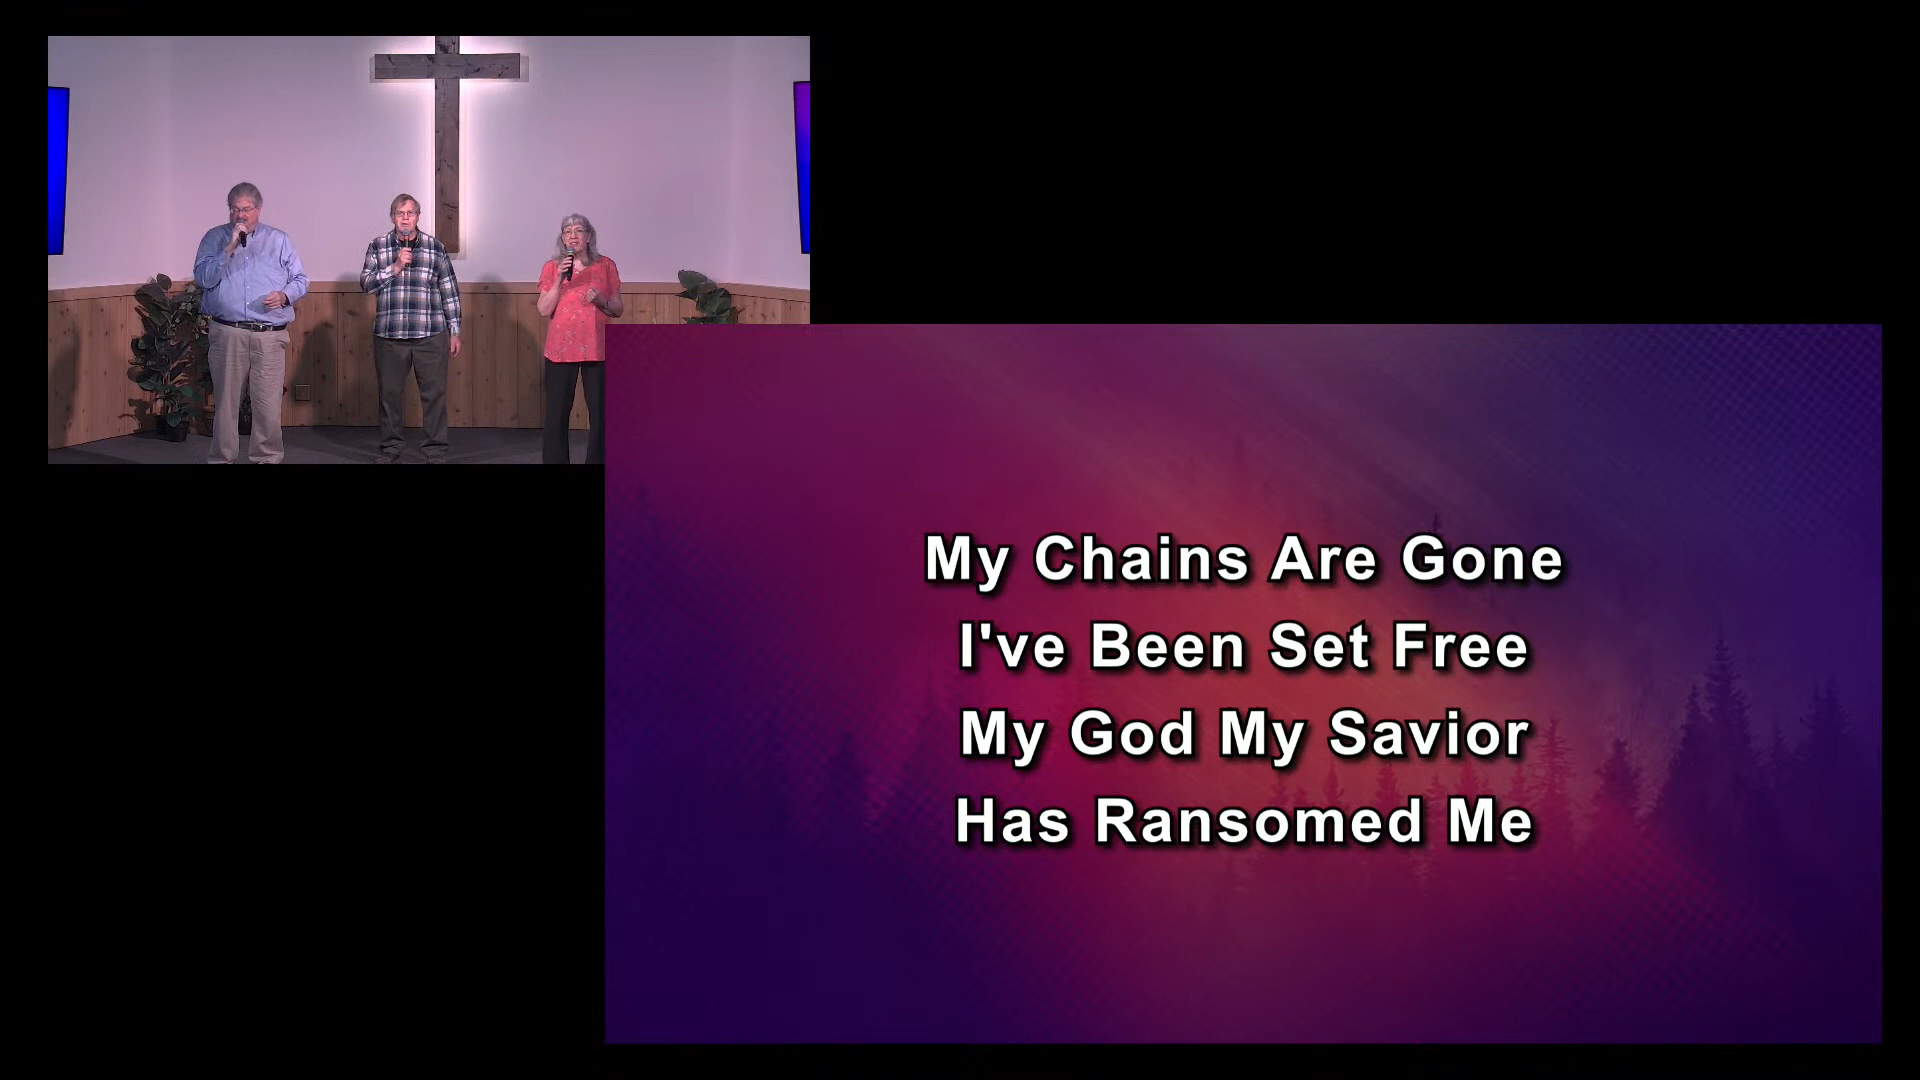 My Chains Are Gone
I've Been Set Free
My God My Savior
Has Ransomed Me